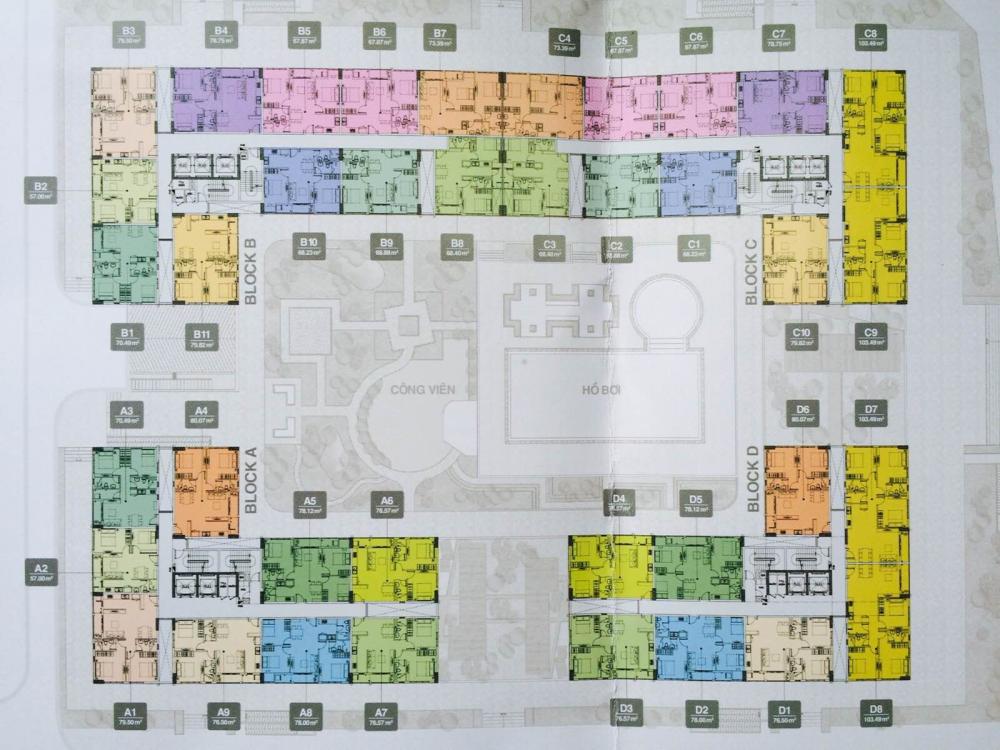 B3
79.50 m²
B4
78.75 m²
B5
67.87 m²
B6
67.87 m²
B7
73.39 m²
C4
73.39 m²
C5
67.87 m²
C6
67.87 m²
C7
78.75 m²
C8
103.49 m²
B2
57.00 m²
B10
68.23 m²
B9
68.88 m²
B8
68.40 m²
C3
68.40 m²
C2
68.88 m²
C1
68.23 m²
BLOCK B
BLOCK C
B1
70.49 m²
B11
79.82 m²
C10
79.82 m²
C9
103.49 m²
CÔNG VIÊN
HỒ BƠI
A3
70.49 m²
A4
80.07 m²
D6
80.07 m²
D7
103.49 m²
BLOCK A
BLOCK D
A5
78.12 m²
A6
76.57 m²
D4
76.57 m²
D5
78.12 m²
A2
57.00 m²
A1
79.50 m²
A9
76.50 m²
A8
78.00 m²
A7
76.57 m²
D3
76.57 m²
D2
78.00 m²
D1
76.50 m²
D8
103.49 m²